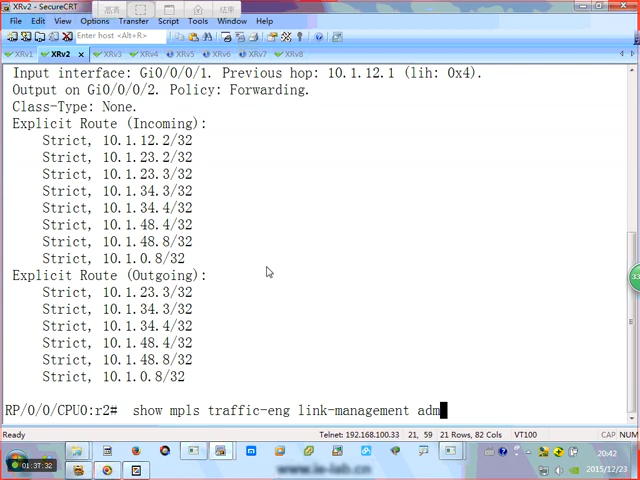 XRv2 - SecureCRT
File Edit View Options Transfer Script Tools Window Help
Enter host <Alt+R>
XRv1 XRv2 XRv3 XRv4 XRv5 XRv6 XRv7 XRv8
Input interface: Gi0/0/0/1. Previous hop: 10.1.12.1 (lih: 0x4).
Output on Gi0/0/0/2. Policy: Forwarding.
Class-Type: None.
Explicit Route (Incoming):
Strict, 10.1.12.2/32
Strict, 10.1.23.2/32
Strict, 10.1.23.3/32
Strict, 10.1.34.3/32
Strict, 10.1.34.4/32
Strict, 10.1.48.4/32
Strict, 10.1.48.8/32
Strict, 10.1.0.8/32
Explicit Route (Outgoing):
Strict, 10.1.23.3/32
Strict, 10.1.34.3/32
Strict, 10.1.34.4/32
Strict, 10.1.48.4/32
Strict, 10.1.48.8/32
Strict, 10.1.0.8/32
RP/0/0/CPU0:r2# show mpls traffic-eng link-management adm
Ready Telnet: 192.168.100.33 21, 59 21 Rows, 82 Cols VT100 CAP NUM
20:42
01:37:32 www.ie-lab.cn 2015/12/23